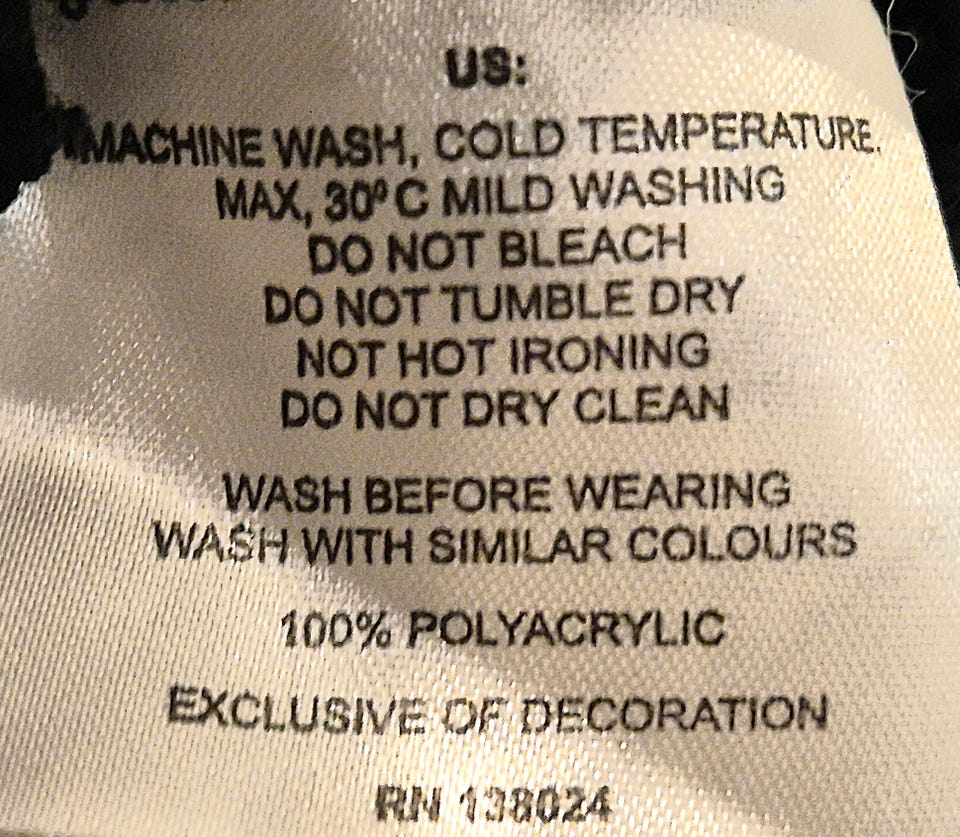 US:
MACHINE WASH, COLD TEMPERATURE.
MAX, 30ºC MILD WASHING
DO NOT BLEACH
DO NOT TUMBLE DRY
NOT HOT IRONING
DO NOT DRY CLEAN
WASH BEFORE WEARING
WASH WITH SIMILAR COLOURS
100% POLYACRYLIC
EXCLUSIVE OF DECORATION
RN 138024